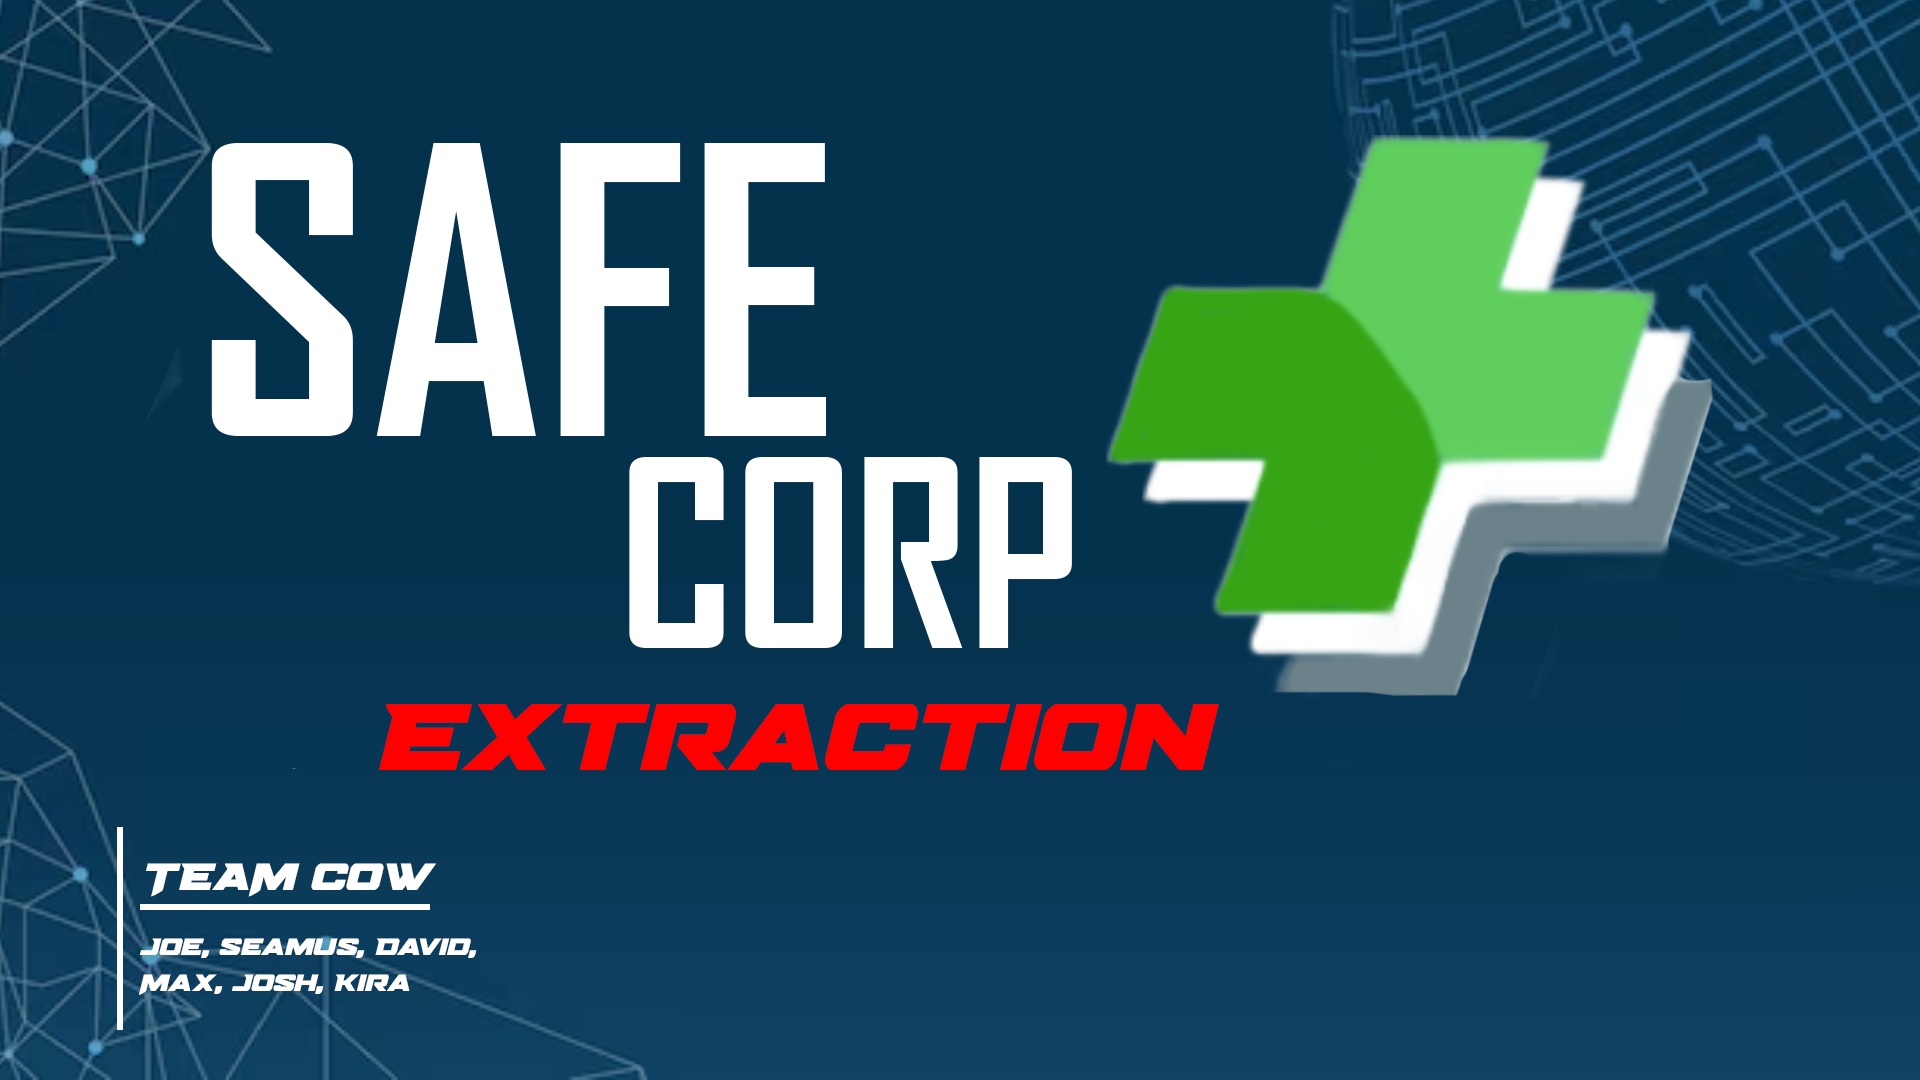 SAFE
CORP
EXTRACTION
TEAM COW
JOE, SEAMUS, DAVID,
MAX, JOSH, KIRA